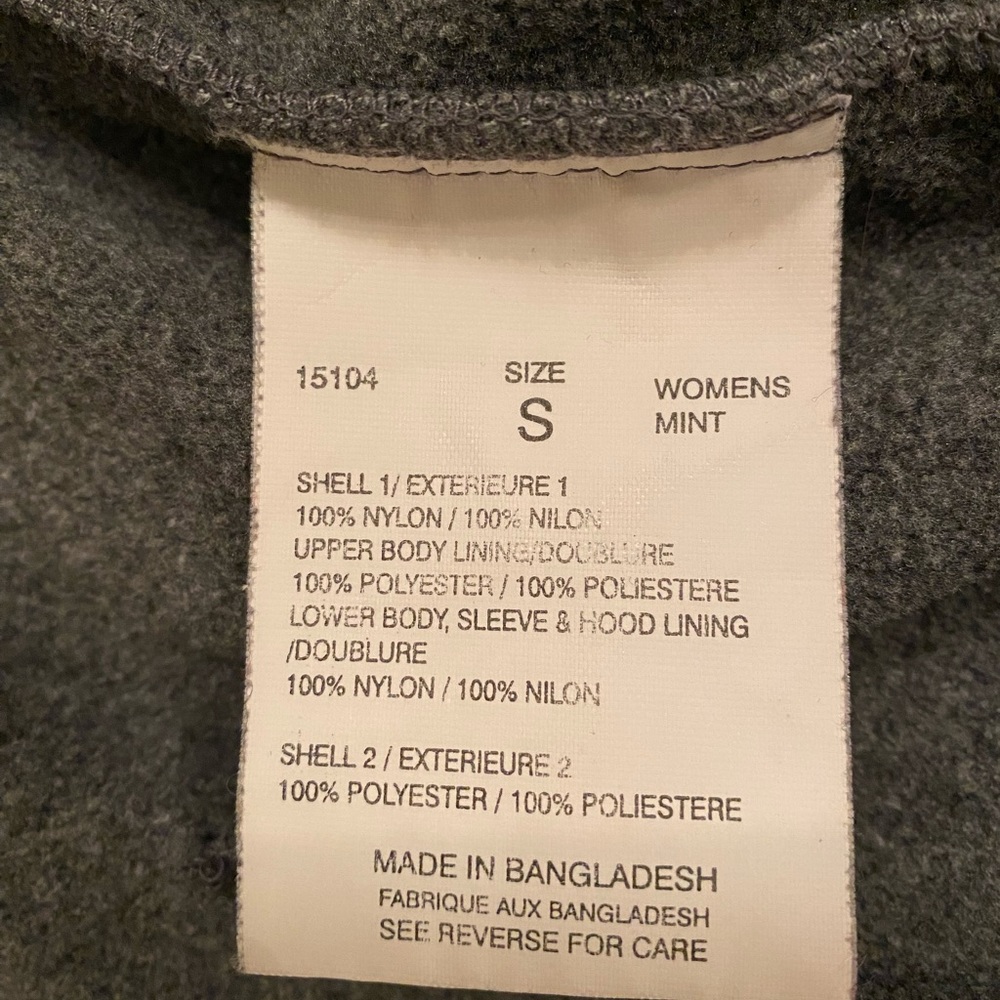 15104
SIZE
S
WOMENS
MINT
SHELL 1/ EXTERIEURE 1
100% NYLON / 100% NILON
UPPER BODY LINING/DOUBLURE
100% POLYESTER / 100% POLIESTERE
LOWER BODY, SLEEVE & HOOD LINING
/DOUBLURE
100% NYLON / 100% NILON
SHELL 2 / EXTERIEURE 2
100% POLYESTER / 100% POLIESTERE
MADE IN BANGLADESH
FABRIQUE AUX BANGLADESH
SEE REVERSE FOR CARE